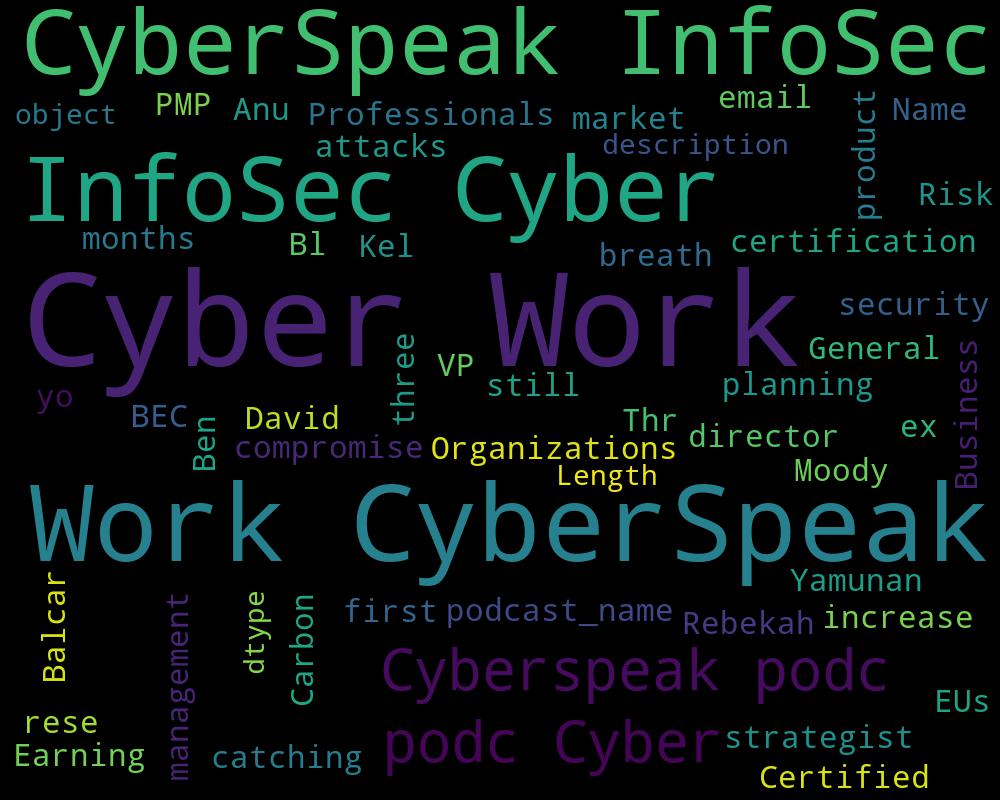 CyberSpeak InfoSec
object PMP Anu Professionals market email product Name
attacks description
InfoSec Cyber Risk
months Bl Kel breath certification
Cyber Work security
three VP still General Business
yo planning
BEC Ben David Thr director ex
compromise Organizations
Length Moody
Work CyberSpeak
Balcar management dtype Carbon Yamunan
first podcast_name Rebekah increase
Cyberspeak podc
EUs
rese podc Cyber strategist
Earning catching Certified